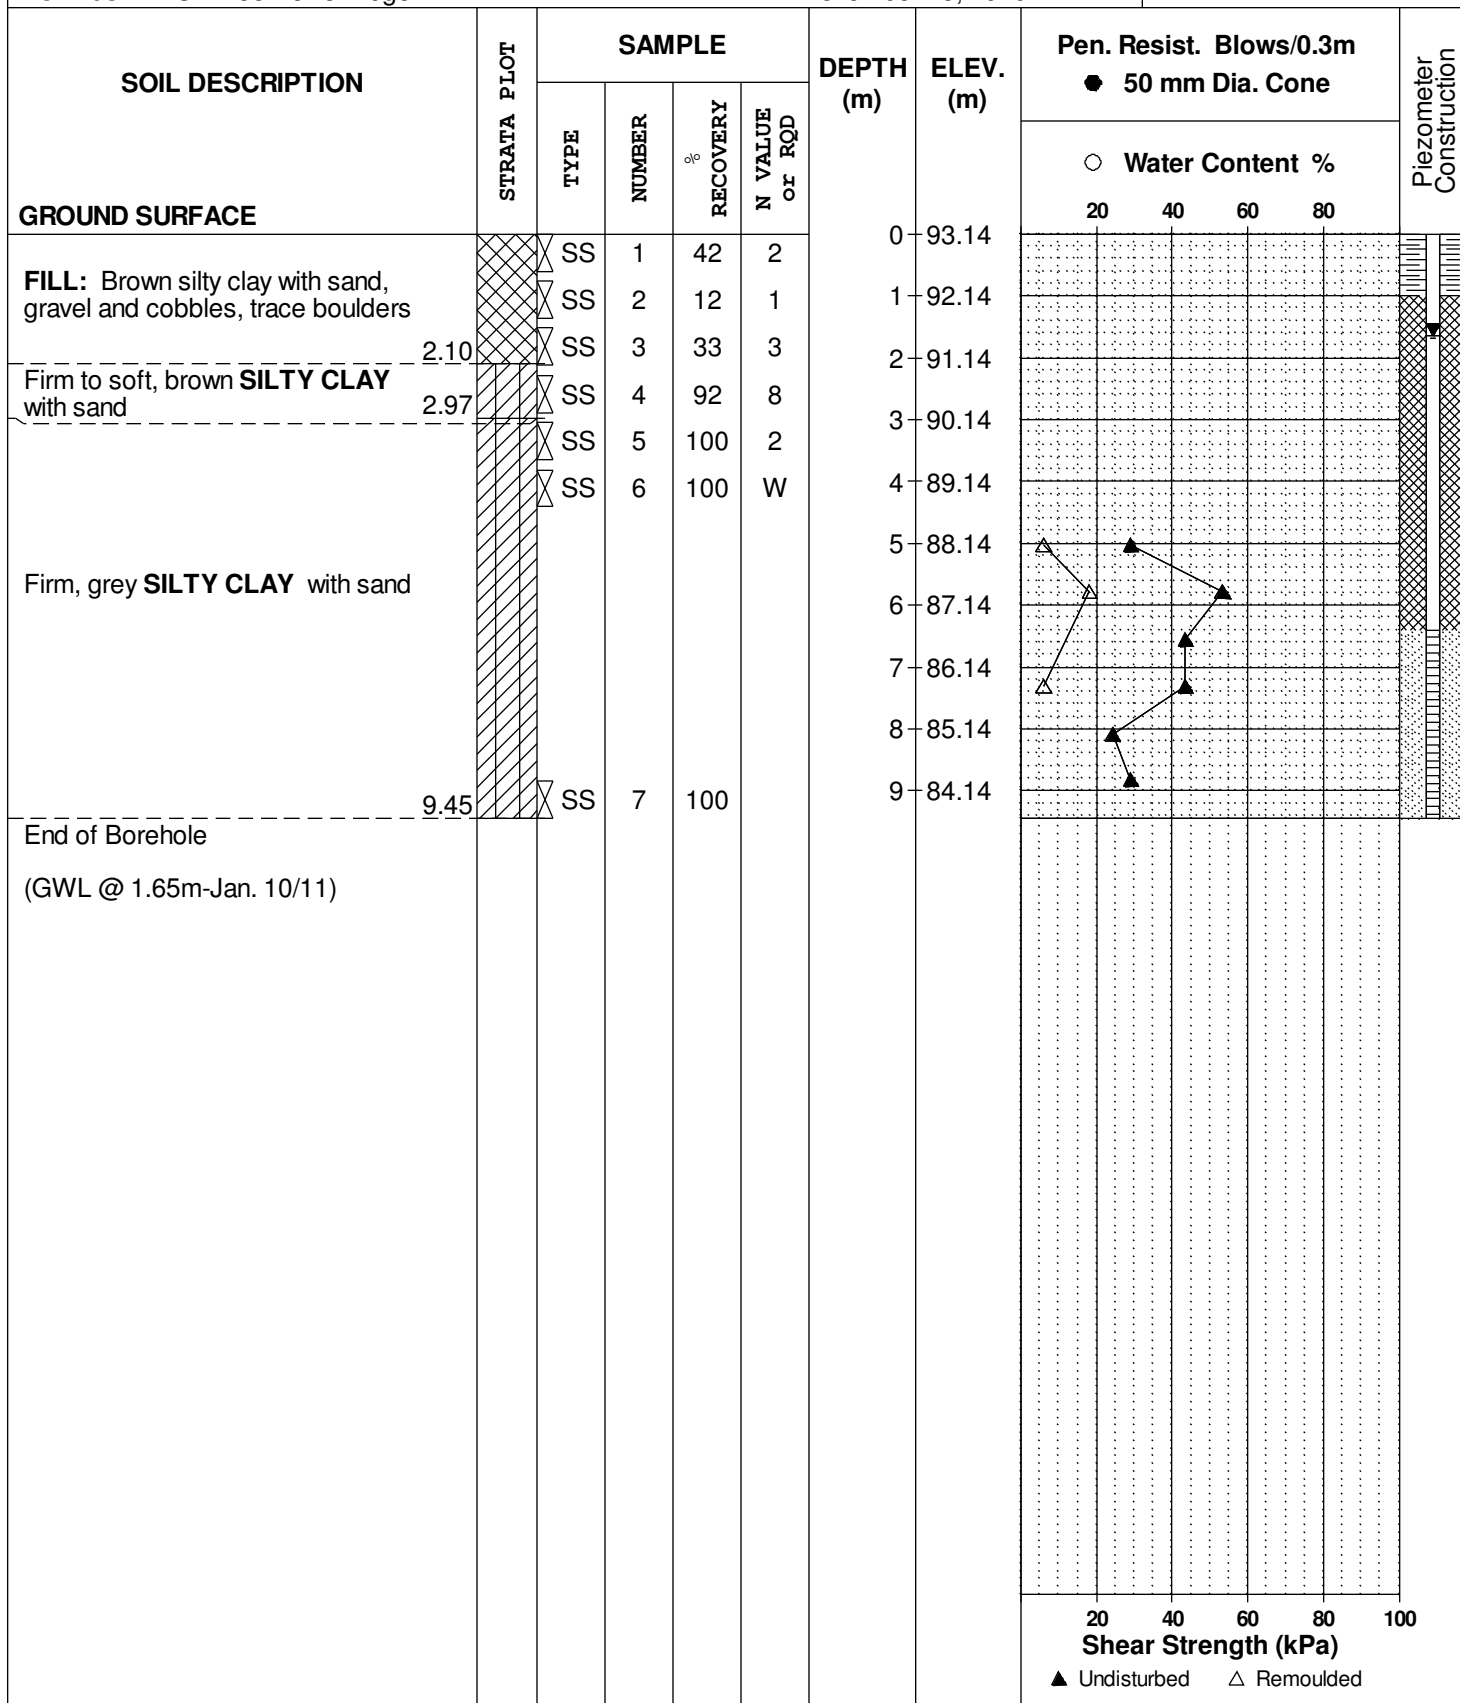 SOIL DESCRIPTION
GROUND SURFACE
STRATA PLOT
SAMPLE
TYPE
NUMBER
% RECOVERY
N VALUE or RQD
DEPTH (m)
ELEV. (m)
Pen. Resist. Blows/0.3m
● 50 mm Dia. Cone
○ Water Content %
20 40 60 80
Piezometer Construction
FILL: Brown silty clay with sand,
gravel and cobbles, trace boulders
2.10
Firm to soft, brown SILTY CLAY
with sand 2.97
Firm, grey SILTY CLAY with sand
9.45
End of Borehole
(GWL @ 1.65m-Jan. 10/11)
SS 1 42 2
SS 2 12 1
SS 3 33 3
SS 4 92 8
SS 5 100 2
SS 6 100 W
SS 7 100
0 93.14
1 92.14
2 91.14
3 90.14
4 89.14
5 88.14
6 87.14
7 86.14
8 85.14
9 84.14
20 40 60 80 100
Shear Strength (kPa)
▲ Undisturbed △ Remoulded